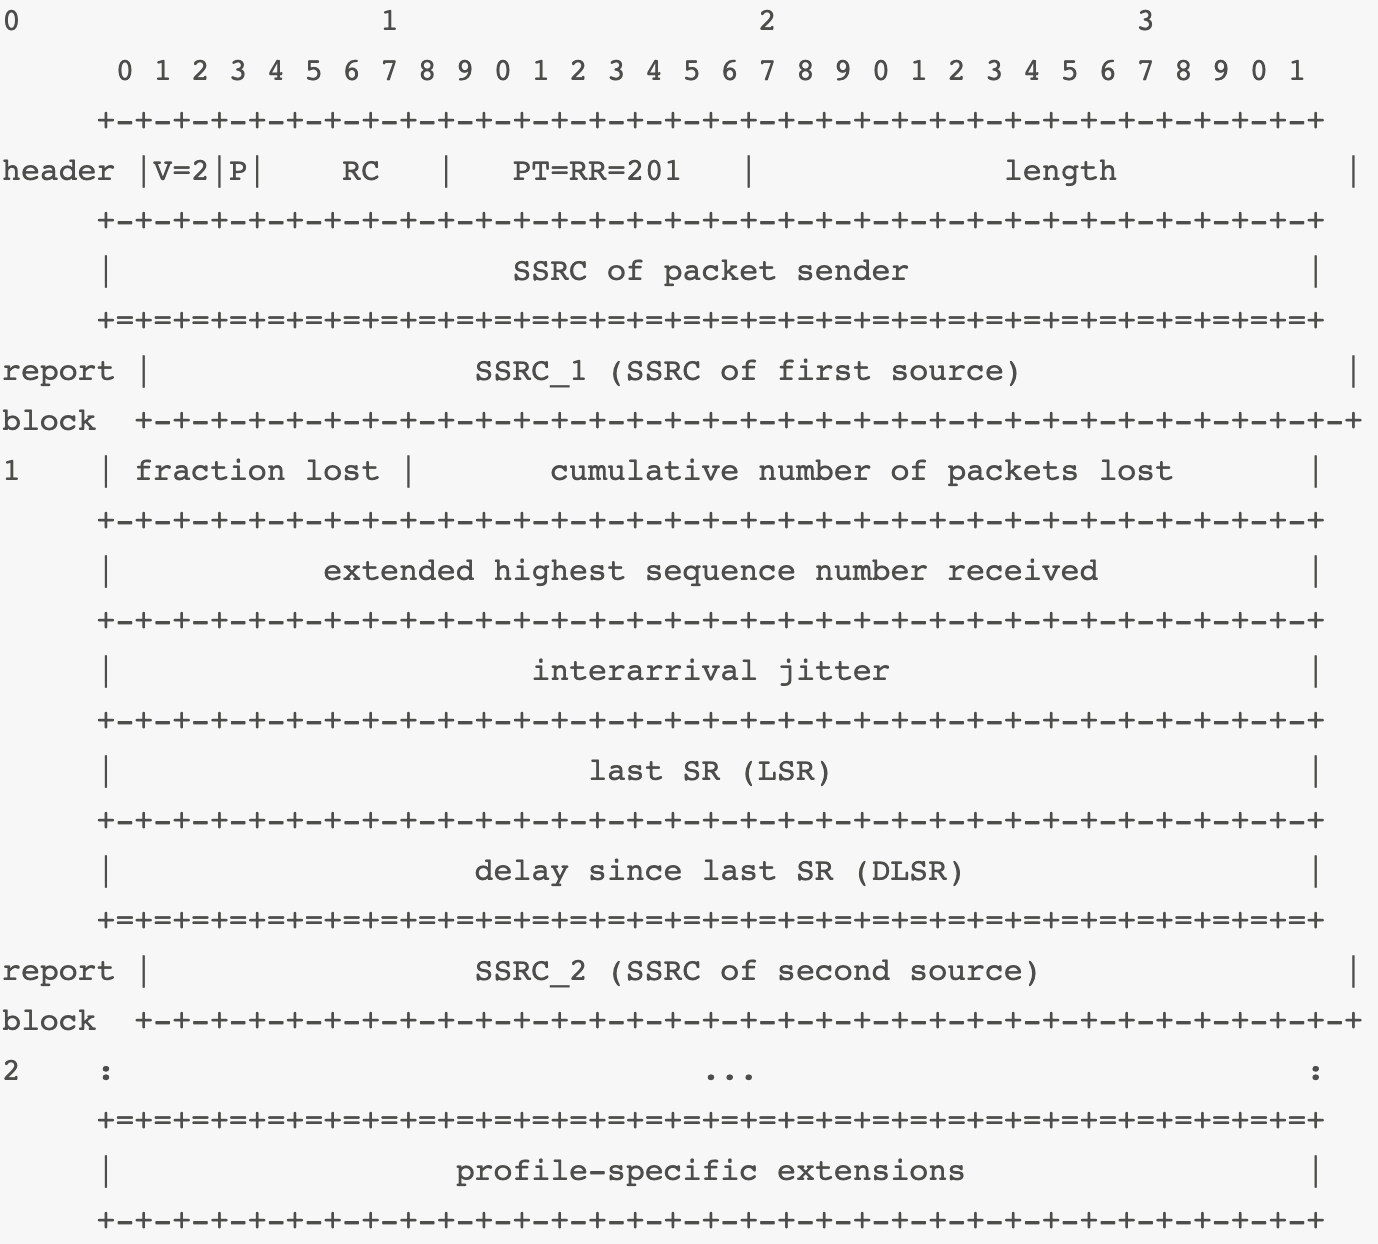 0                   1                   2                   3
      0 1 2 3 4 5 6 7 8 9 0 1 2 3 4 5 6 7 8 9 0 1 2 3 4 5 6 7 8 9 0 1
     +-+-+-+-+-+-+-+-+-+-+-+-+-+-+-+-+-+-+-+-+-+-+-+-+-+-+-+-+-+-+-+-+
header |V=2|P|    RC   |   PT=RR=201   |             length            |
     +-+-+-+-+-+-+-+-+-+-+-+-+-+-+-+-+-+-+-+-+-+-+-+-+-+-+-+-+-+-+-+-+
     |                     SSRC of packet sender                     |
     +=+=+=+=+=+=+=+=+=+=+=+=+=+=+=+=+=+=+=+=+=+=+=+=+=+=+=+=+=+=+=+=+
report |                 SSRC_1 (SSRC of first source)                 |
block  +-+-+-+-+-+-+-+-+-+-+-+-+-+-+-+-+-+-+-+-+-+-+-+-+-+-+-+-+-+-+-+-+
1    | fraction lost |       cumulative number of packets lost       |
     +-+-+-+-+-+-+-+-+-+-+-+-+-+-+-+-+-+-+-+-+-+-+-+-+-+-+-+-+-+-+-+-+
     |           extended highest sequence number received           |
     +-+-+-+-+-+-+-+-+-+-+-+-+-+-+-+-+-+-+-+-+-+-+-+-+-+-+-+-+-+-+-+-+
     |                      interarrival jitter                      |
     +-+-+-+-+-+-+-+-+-+-+-+-+-+-+-+-+-+-+-+-+-+-+-+-+-+-+-+-+-+-+-+-+
     |                         last SR (LSR)                         |
     +-+-+-+-+-+-+-+-+-+-+-+-+-+-+-+-+-+-+-+-+-+-+-+-+-+-+-+-+-+-+-+-+
     |                   delay since last SR (DLSR)                  |
     +=+=+=+=+=+=+=+=+=+=+=+=+=+=+=+=+=+=+=+=+=+=+=+=+=+=+=+=+=+=+=+=+
report |                 SSRC_2 (SSRC of second source)                |
block  +-+-+-+-+-+-+-+-+-+-+-+-+-+-+-+-+-+-+-+-+-+-+-+-+-+-+-+-+-+-+-+-+
2    :                               ...                             :
     +=+=+=+=+=+=+=+=+=+=+=+=+=+=+=+=+=+=+=+=+=+=+=+=+=+=+=+=+=+=+=+=+
     |                  profile-specific extensions                  |
     +-+-+-+-+-+-+-+-+-+-+-+-+-+-+-+-+-+-+-+-+-+-+-+-+-+-+-+-+-+-+-+-+